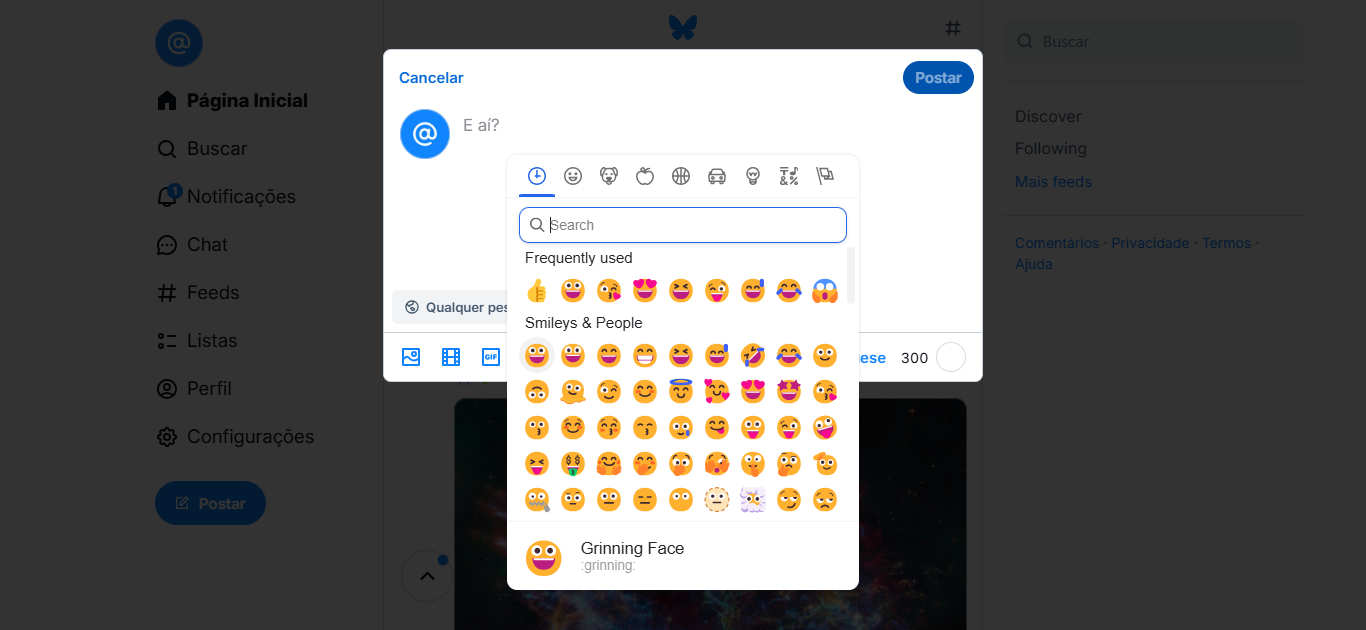 Página Inicial
Buscar
1
Notificações
Chat
Feeds
Listas
Perfil
Configurações
Postar
#
Cancelar
Postar
@
@
E aí?
Search
Frequently used
Smileys & People
Grinning Face
:grinning:
Qualquer pes
GIF
ese
300
Buscar
Discover
Following
Mais feeds
Comentários · Privacidade · Termos ·
Ajuda